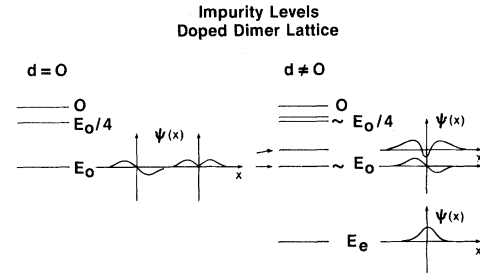 Impurity Levels
Doped Dimer Lattice
d = O
d ≠ O
O
E₀/4
ψ(x)
E₀
x
O
~ E₀/4
ψ(x)
x
~ E₀
x
ψ(x)
Eₑ
x